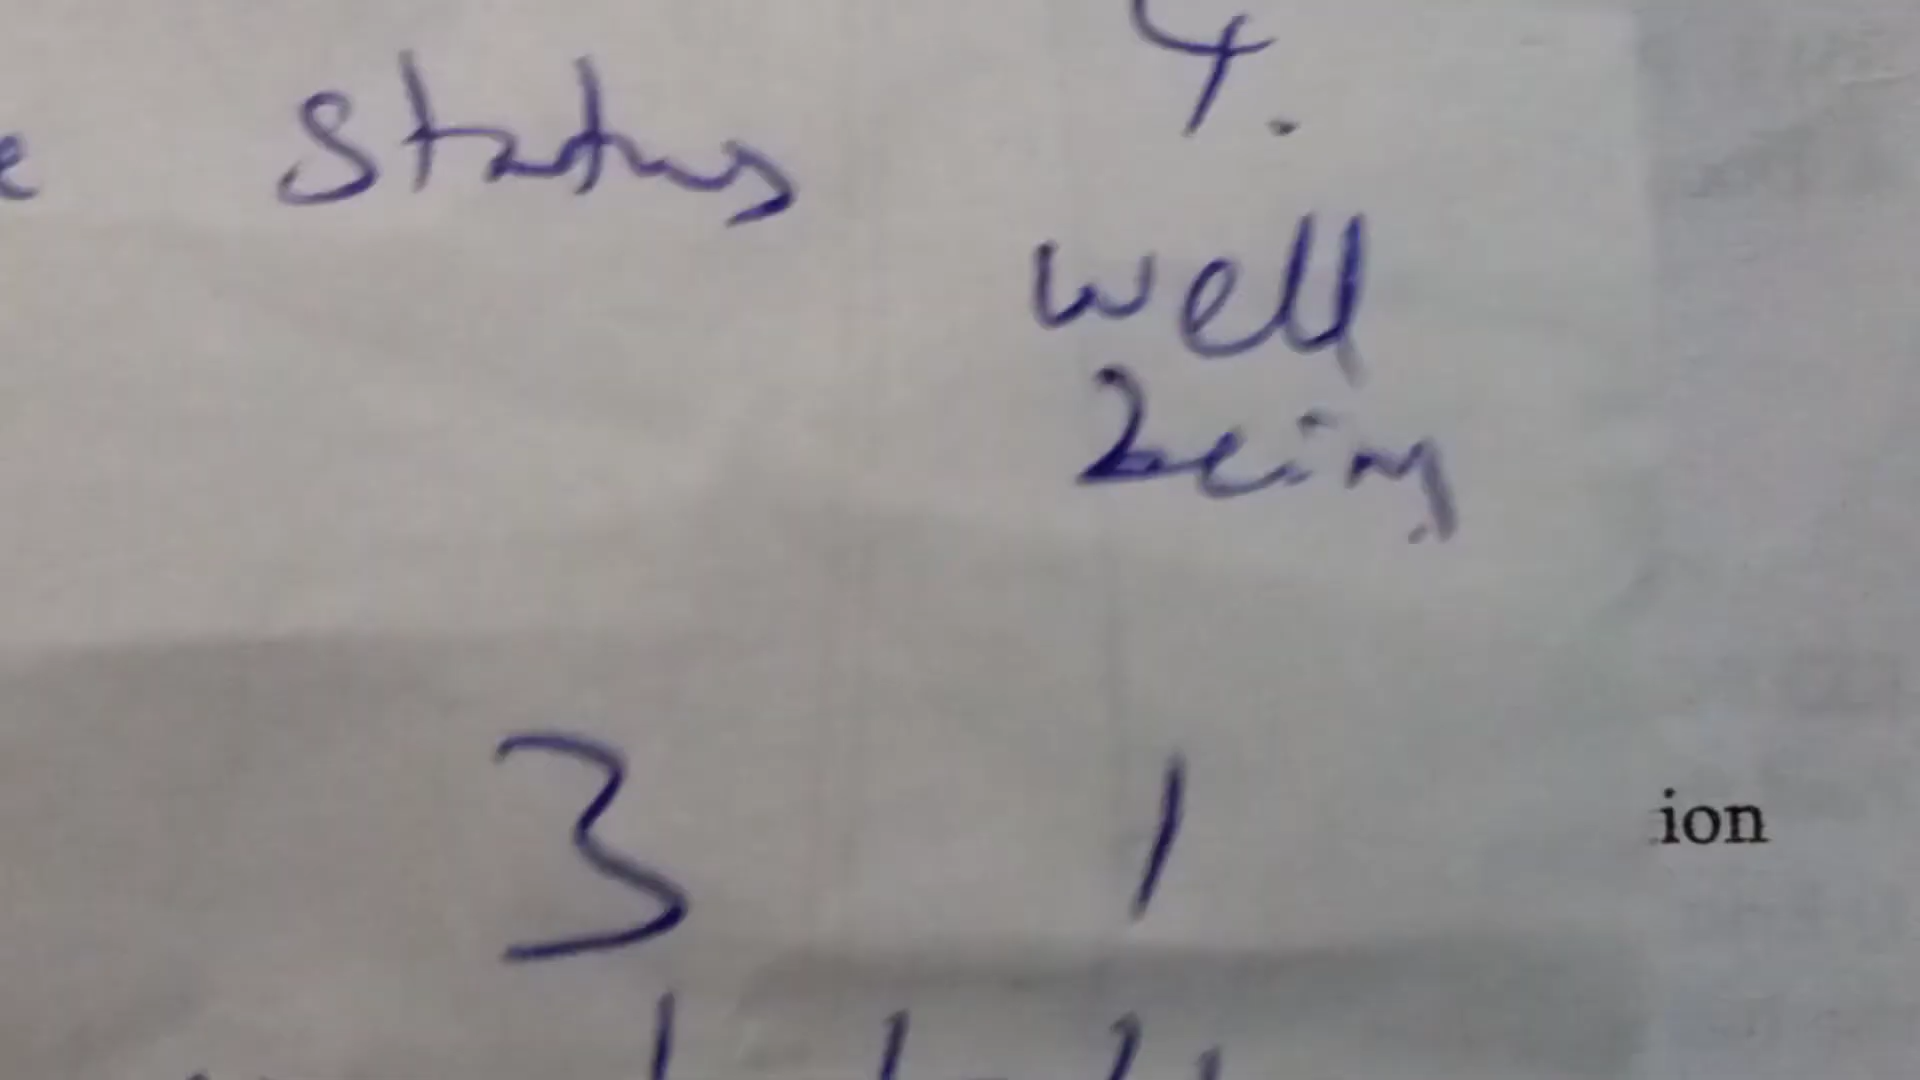 4.
e status
well
being
3 1 ion